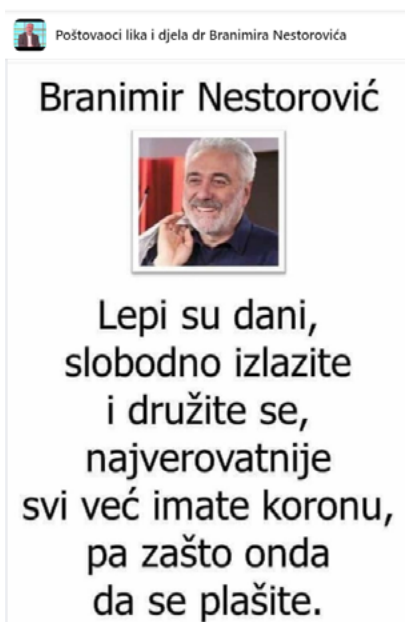 Poštovaoci lika i djela dr Branimira Nestorovića
Branimir Nestorović
Lepi su dani,
slobodno izlazite
i družite se,
najverovatnije
svi već imate koronu,
pa zašto onda
da se plašite.